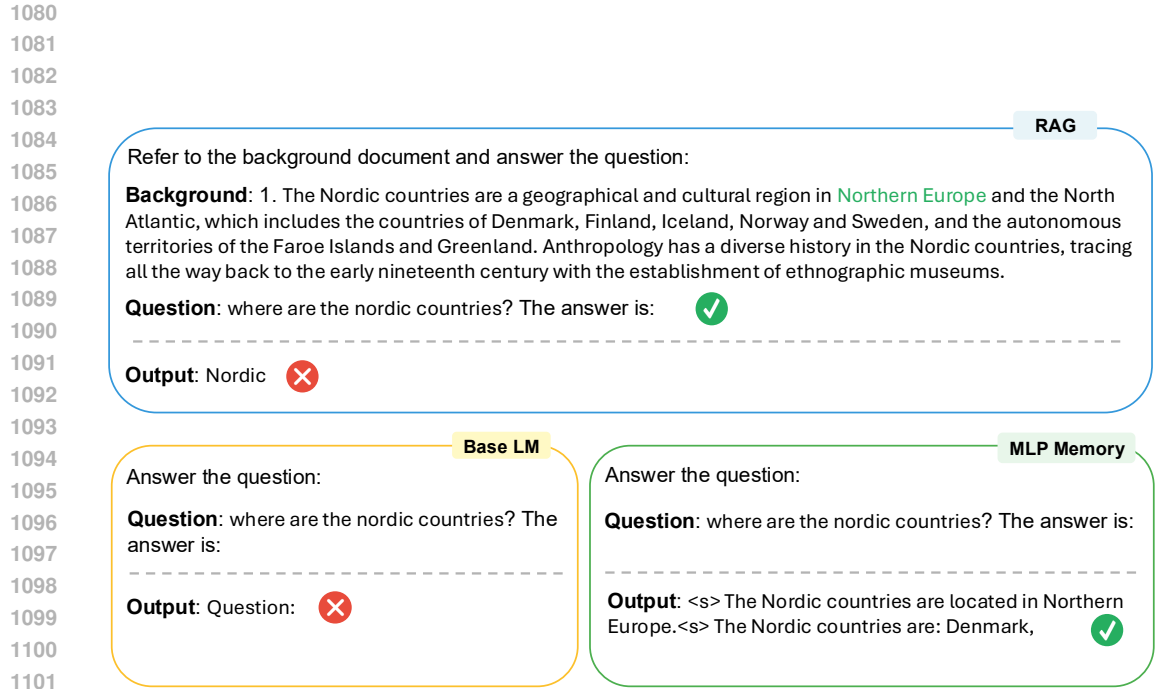 1080
1081
1082
1083
1084
1085
1086
1087
1088
1089
1090
1091
1092
1093
1094
1095
1096
1097
1098
1099
1100
1101
RAG
Refer to the background document and answer the question:
Background: 1. The Nordic countries are a geographical and cultural region in Northern Europe and the North
Atlantic, which includes the countries of Denmark, Finland, Iceland, Norway and Sweden, and the autonomous
territories of the Faroe Islands and Greenland. Anthropology has a diverse history in the Nordic countries, tracing
all the way back to the early nineteenth century with the establishment of ethnographic museums.
Question: where are the nordic countries? The answer is:
Output: Nordic
Base LM
Answer the question:
Question: where are the nordic countries? The
answer is:
Output: Question:
MLP Memory
Answer the question:
Question: where are the nordic countries? The answer is:
Output: <s> The Nordic countries are located in Northern
Europe.<s> The Nordic countries are: Denmark,